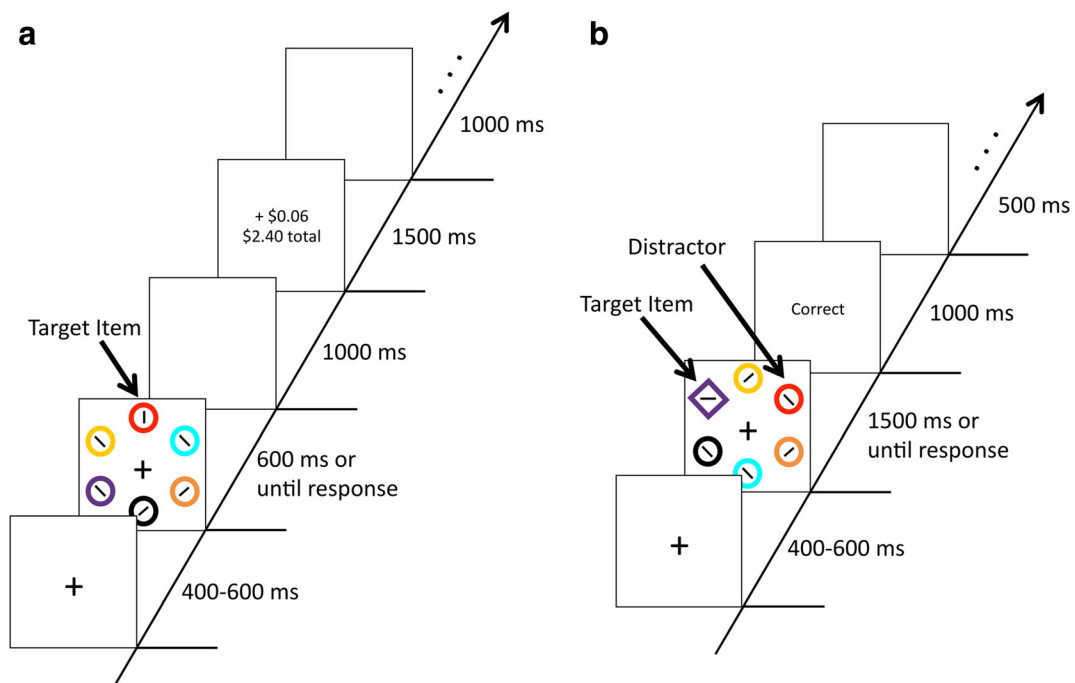 a
1000 ms
+ $0.06
$2.40 total
1500 ms
Target Item
1000 ms
600 ms or
until response
400-600 ms
b
500 ms
Distractor
Target Item
Correct
1000 ms
1500 ms or
until response
400-600 ms